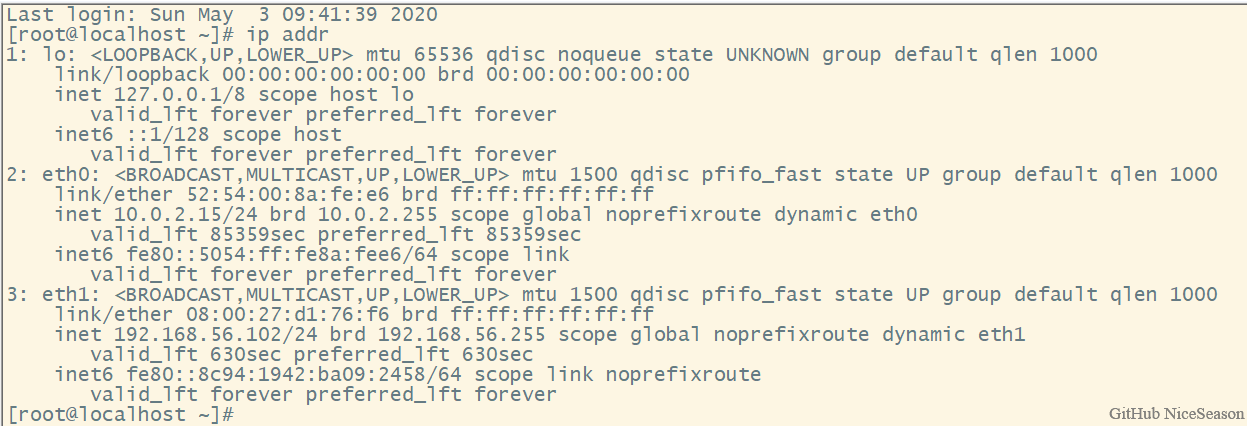 Last login: Sun May  3 09:41:39 2020
[root@localhost ~]# ip addr
1: lo: <LOOPBACK,UP,LOWER_UP> mtu 65536 qdisc noqueue state UNKNOWN group default qlen 1000
    link/loopback 00:00:00:00:00:00 brd 00:00:00:00:00:00
    inet 127.0.0.1/8 scope host lo
       valid_lft forever preferred_lft forever
    inet6 ::1/128 scope host
       valid_lft forever preferred_lft forever
2: eth0: <BROADCAST,MULTICAST,UP,LOWER_UP> mtu 1500 qdisc pfifo_fast state UP group default qlen 1000
    link/ether 52:54:00:8a:fe:e6 brd ff:ff:ff:ff:ff:ff
    inet 10.0.2.15/24 brd 10.0.2.255 scope global noprefixroute dynamic eth0
       valid_lft 85359sec preferred_lft 85359sec
    inet6 fe80::5054:ff:fe8a:fee6/64 scope link
       valid_lft forever preferred_lft forever
3: eth1: <BROADCAST,MULTICAST,UP,LOWER_UP> mtu 1500 qdisc pfifo_fast state UP group default qlen 1000
    link/ether 08:00:27:d1:76:f6 brd ff:ff:ff:ff:ff:ff
    inet 192.168.56.102/24 brd 192.168.56.255 scope global noprefixroute dynamic eth1
       valid_lft 630sec preferred_lft 630sec
    inet6 fe80::8c94:1942:ba09:2458/64 scope link noprefixroute
       valid_lft forever preferred_lft forever
[root@localhost ~]#
GitHub NiceSeason